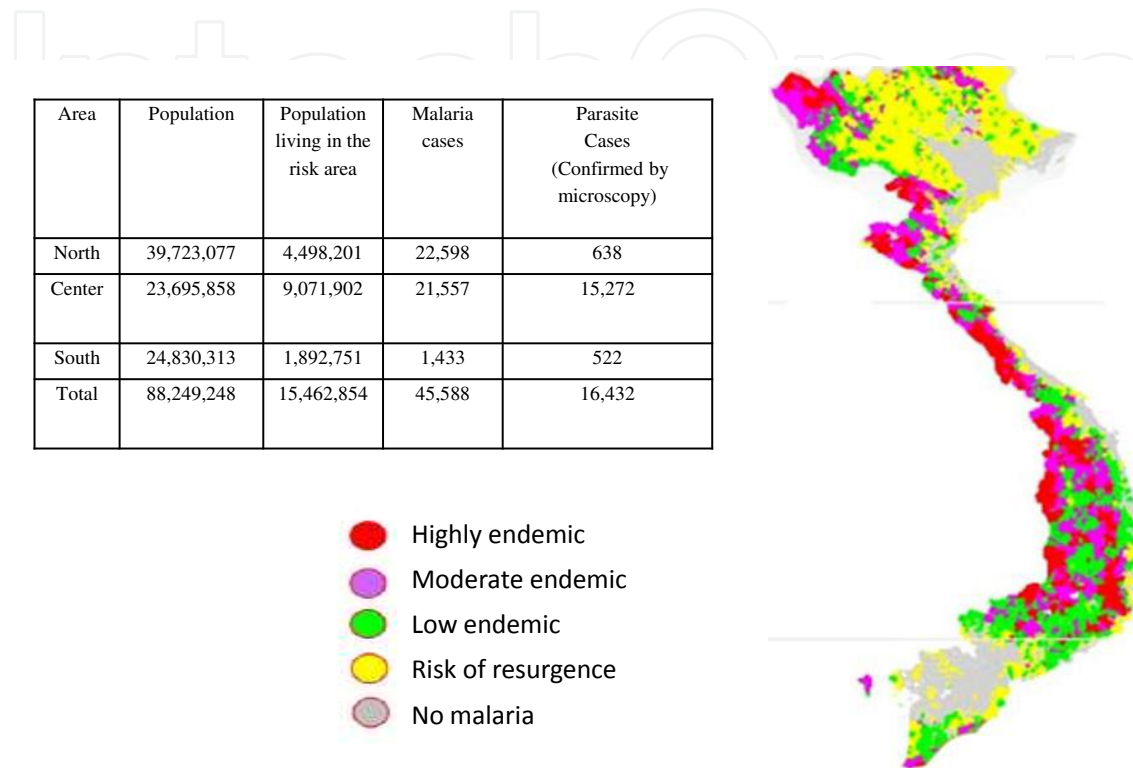 IntechOpen
Area Population Population living in the risk area Malaria cases Parasite Cases (Confirmed by microscopy)
North 39,723,077 4,498,201 22,598 638
Center 23,695,858 9,071,902 21,557 15,272
South 24,830,313 1,892,751 1,433 522
Total 88,249,248 15,462,854 45,588 16,432
Highly endemic
Moderate endemic
Low endemic
Risk of resurgence
No malaria